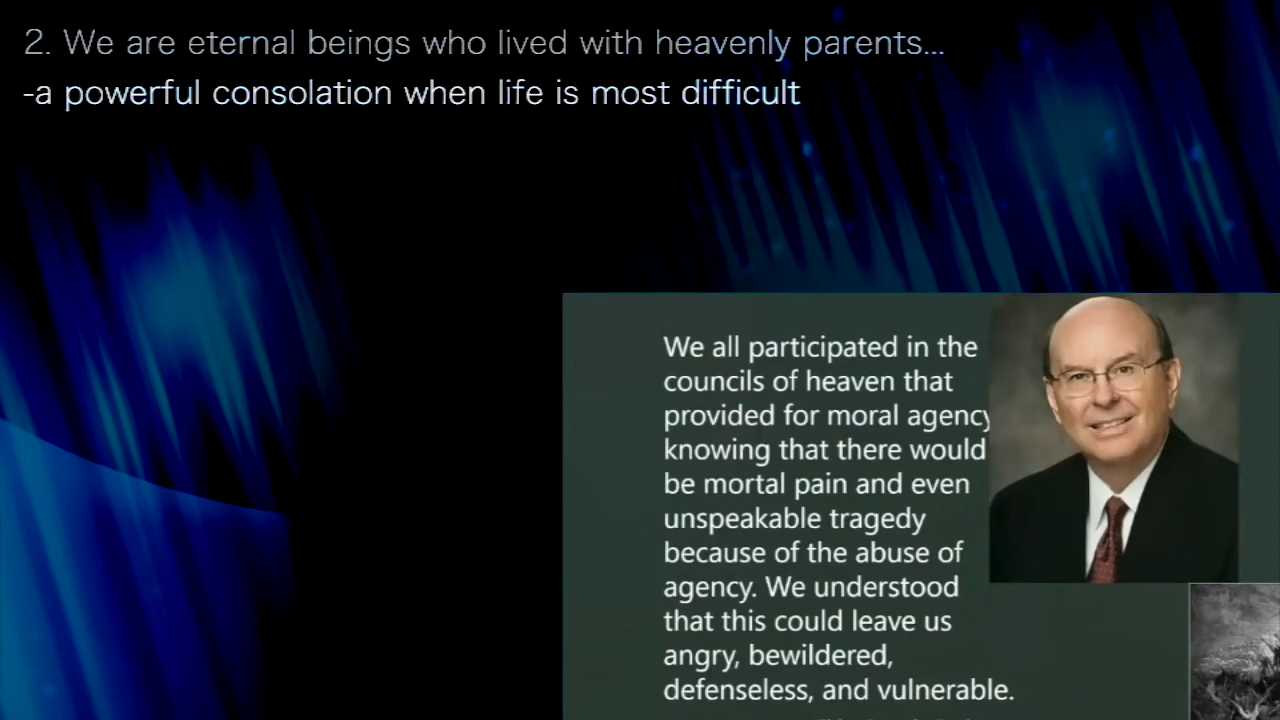 2. We are eternal beings who lived with heavenly parents...
-a powerful consolation when life is most difficult
We all participated in the
councils of heaven that
provided for moral agency
knowing that there would
be mortal pain and even
unspeakable tragedy
because of the abuse of
agency. We understood
that this could leave us
angry, bewildered,
defenseless, and vulnerable.